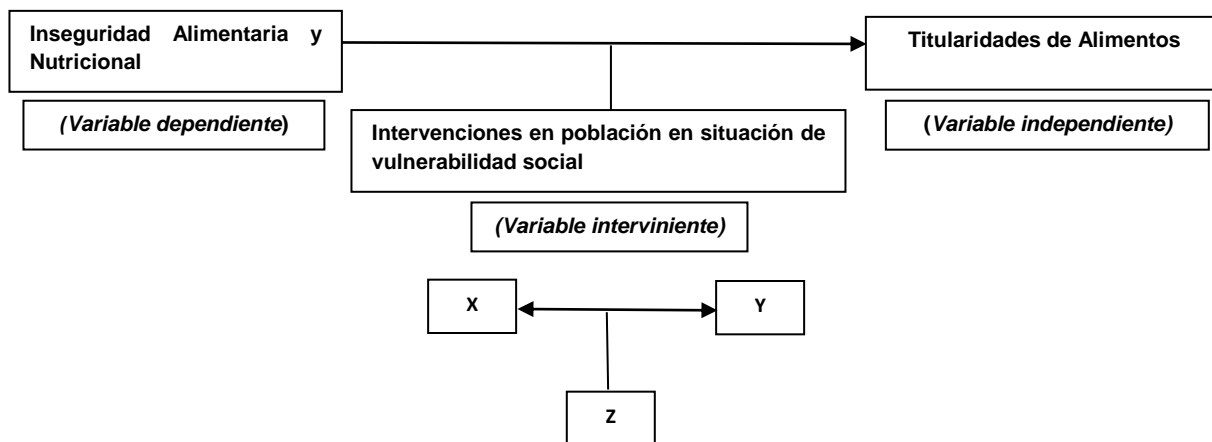 Inseguridad Alimentaria y
Nutricional
Titularidades de Alimentos
(Variable dependiente)
(Variable independiente)
Intervenciones en población en situación de
vulnerabilidad social
(Variable interviniente)
X
Y
Z